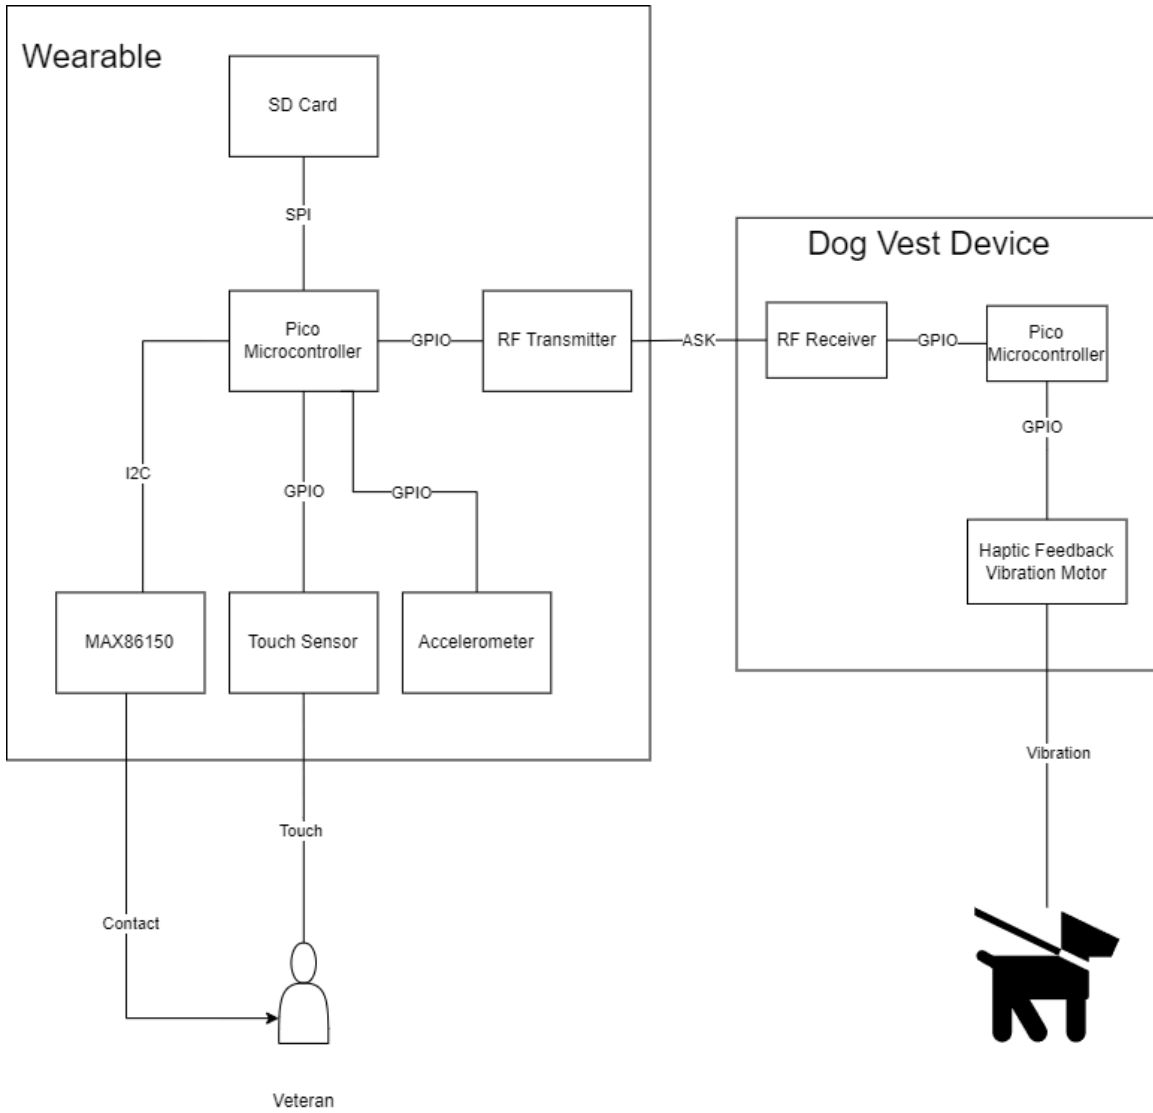 Wearable
SD Card
SPI
Pico
Microcontroller
GPIO
RF Transmitter
ASK
Dog Vest Device
RF Receiver
GPIO
Pico
Microcontroller
GPIO
I2C
GPIO
GPIO
Haptic Feedback
Vibration Motor
MAX86150
Touch Sensor
Accelerometer
Vibration
Touch
Contact
Veteran